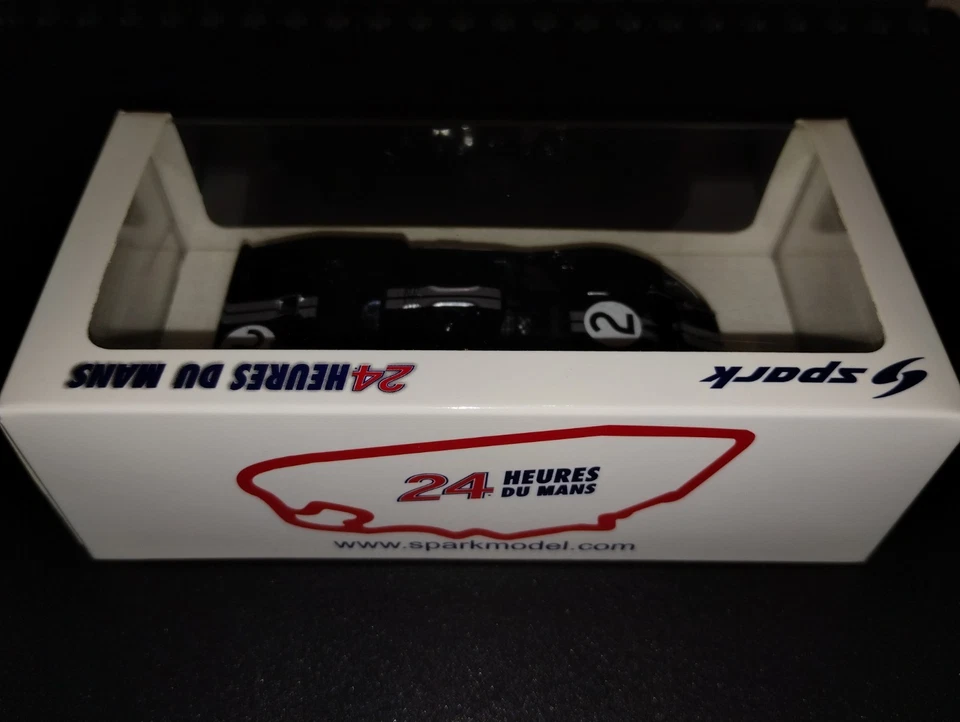 2
2
24 HEURES DU MANS
spark
24 HEURES
DU MANS
www.sparkmodel.com